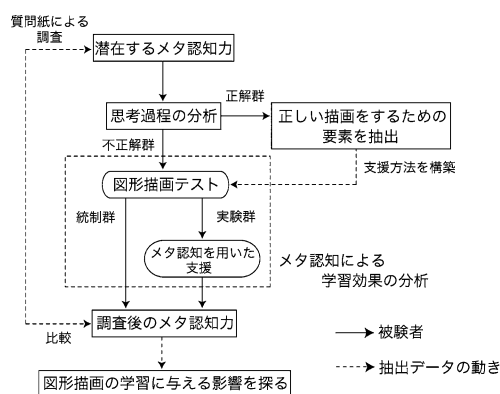 質問紙による
調査
潜在するメタ認知力
思考過程の分析
正解群
正しい描画をするための
要素を抽出
不正解群
支援方法を構築
図形描画テスト
統制群
実験群
メタ認知を用いた
支援
メタ認知による
学習効果の分析
調査後のメタ認知力
比較
被験者
抽出データの動き
図形描画の学習に与える影響を探る